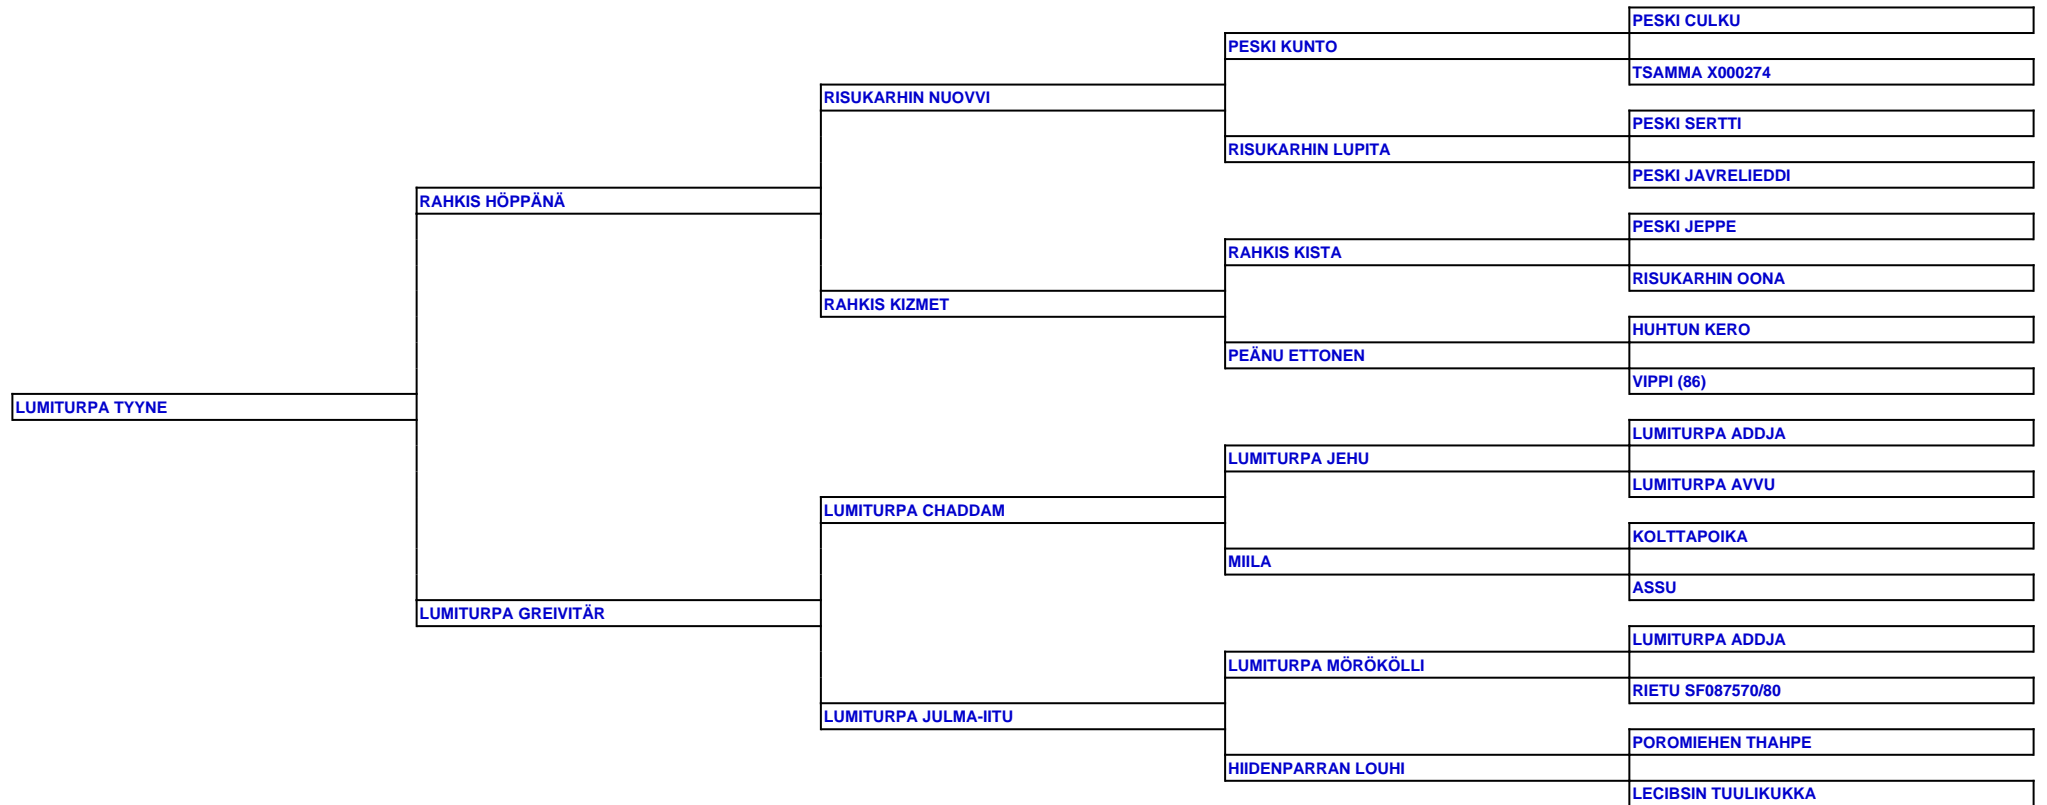 PESKI CULKU
PESKI KUNTO
TSAMMA X000274
RISUKARHIN NUOVVI
PESKI SERTTI
RISUKARHIN LUPITA
PESKI JAVRELIEDDI
RAHKIS HÖPPÄNÄ
PESKI JEPPE
RAHKIS KISTA
RISUKARHIN OONA
RAHKIS KIZMET
HUHTUN KERO
PEÄNU ETTONEN
VIPPI (86)
LUMITURPA TYYNE
LUMITURPA ADDJA
LUMITURPA JEHU
LUMITURPA AVVU
LUMITURPA CHADDAM
KOLTTAPOIKA
MIILA
ASSU
LUMITURPA GREIVITÄR
LUMITURPA ADDJA
LUMITURPA MÖRÖKÖLLI
RIETU SF087570/80
LUMITURPA JULMA-IITU
POROMIEHEN THAHPE
HIIDENPARRAN LOUHI
LECIBSIN TUULIKUKKA